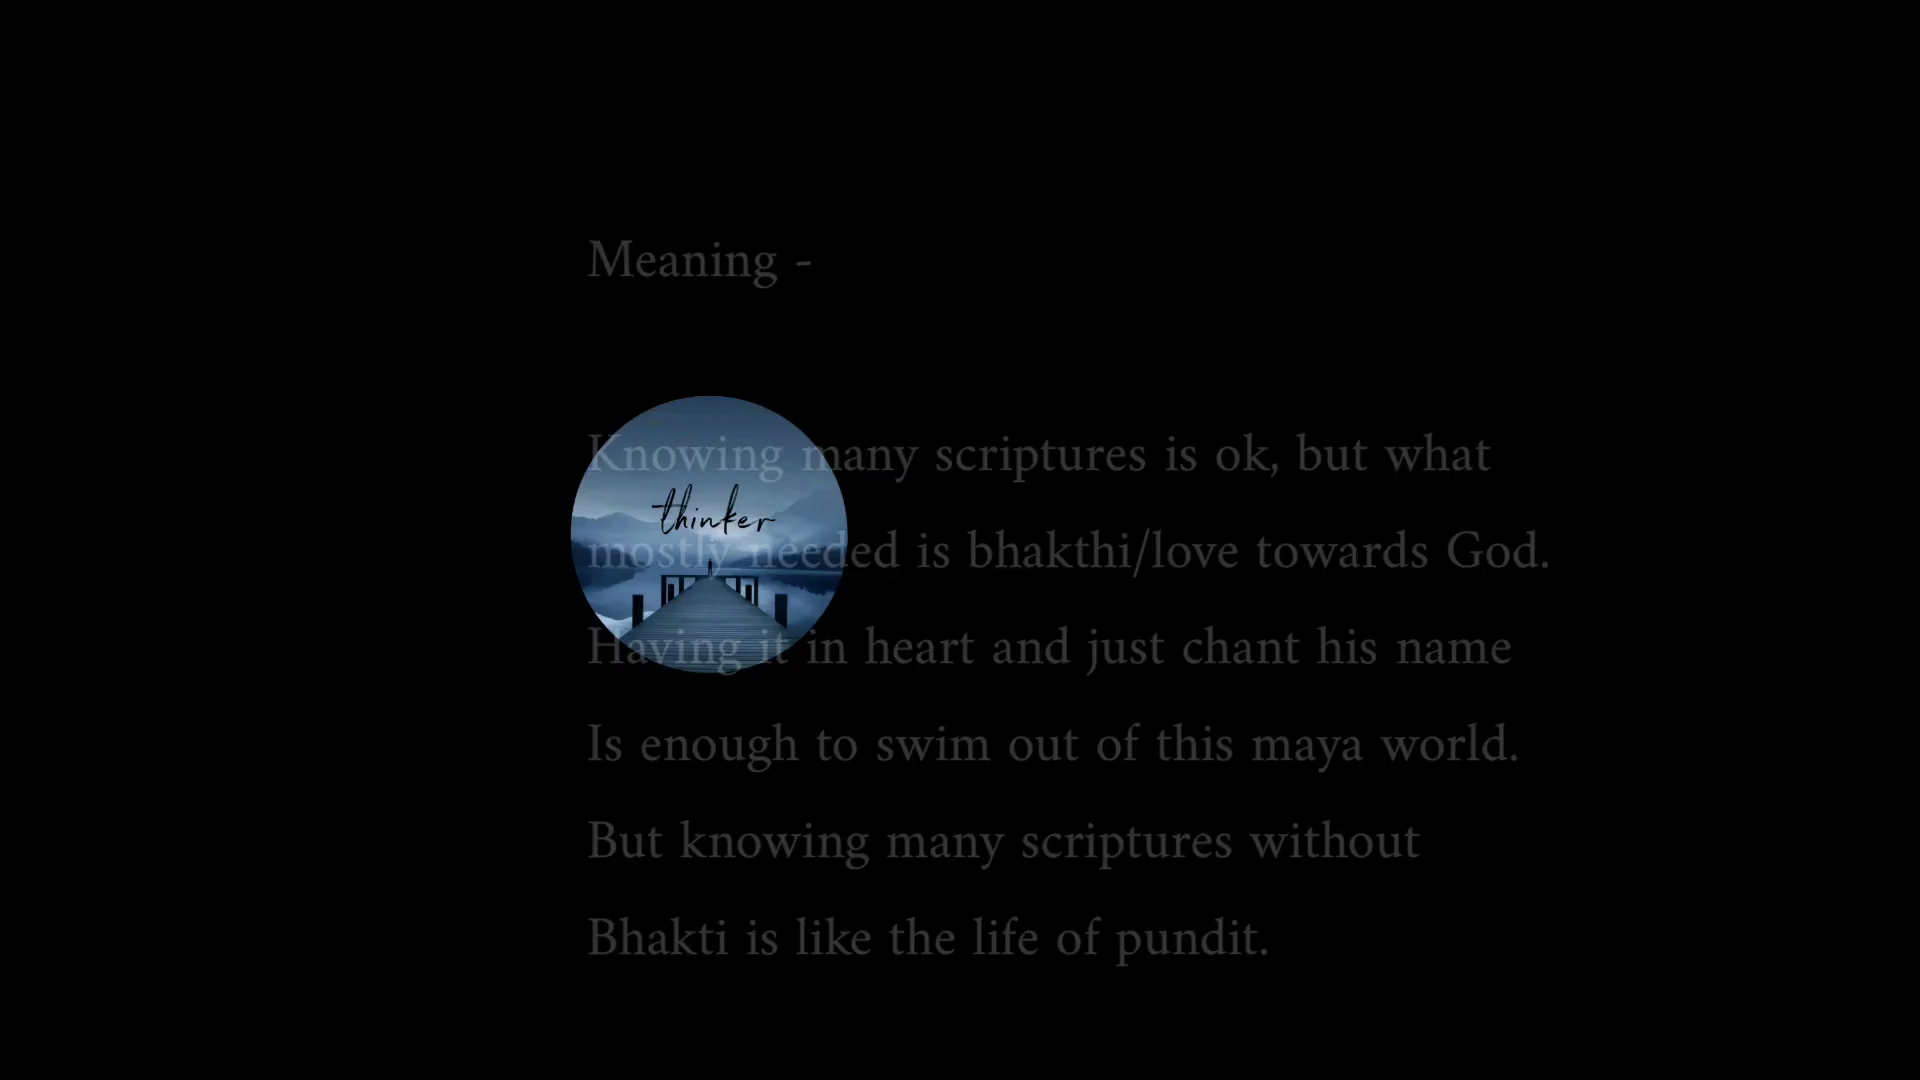 Meaning -
Knowing many scriptures is ok, but what
thinker
mostly needed is bhakthi/love towards God.
Having it in heart and just chant his name
Is enough to swim out of this maya world.
But knowing many scriptures without
Bhakti is like the life of pundit.